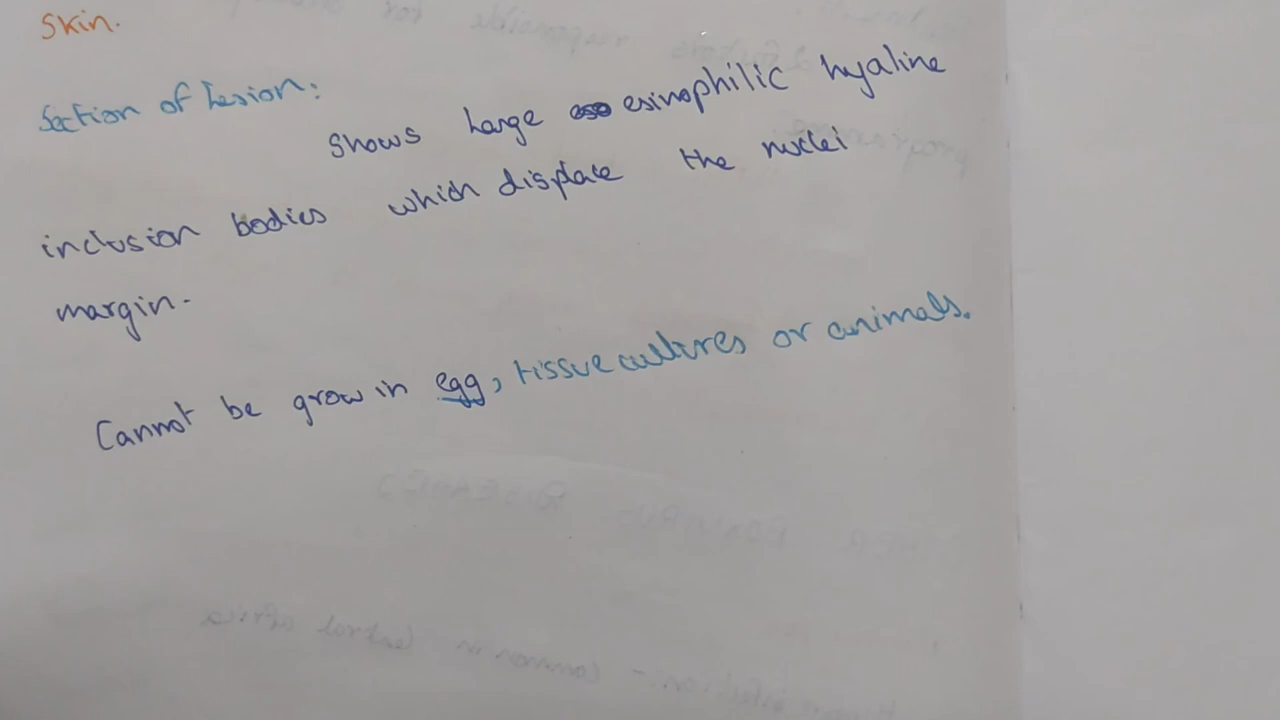 Skin.
Section of Lesion:
Shows Large esinophilic hyaline
inclusion bodies which displace the nuclei
margin.
Cannot be grow in egg, tissue cultures or animals.